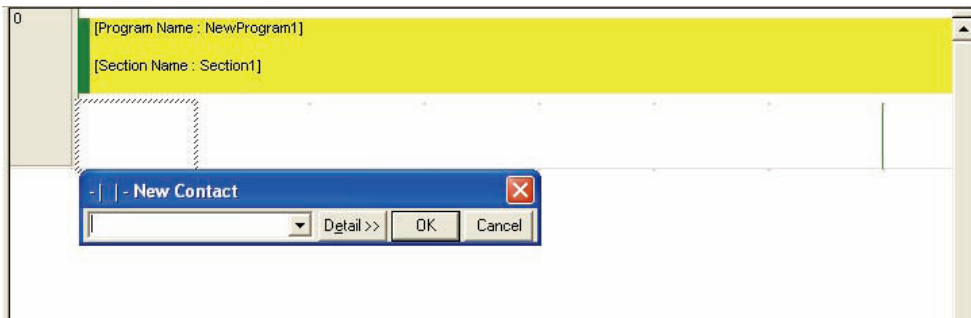 0
[Program Name : NewProgram1]
[Section Name : Section1]
-| |- New Contact
Detail >> OK Cancel